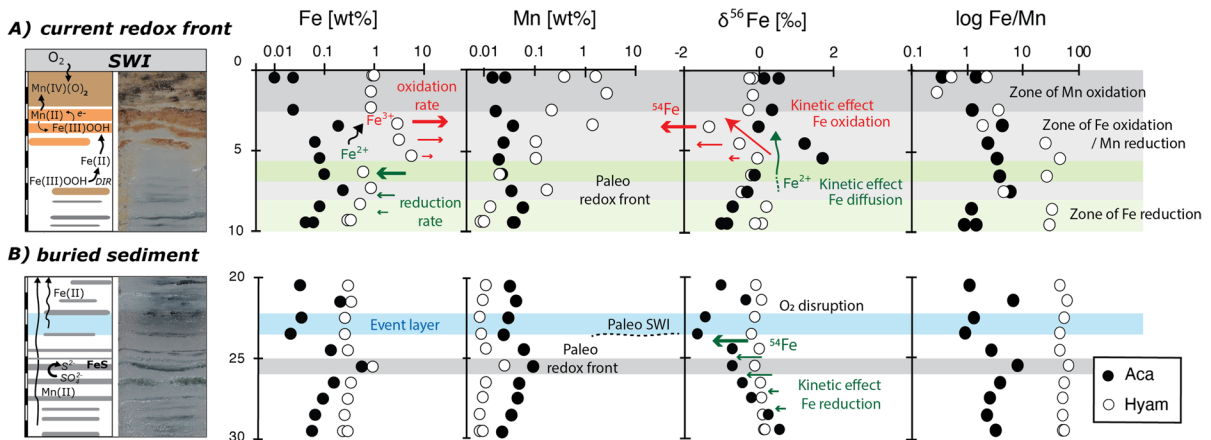 Fe [wt%]
Mn [wt%]
δ⁵⁶Fe [‰]
log Fe/Mn
A) current redox front
0.01 0.1 1 10
0.01 0.1 1 10
-2 0 2
0.1 1 10 100
O₂
SWI
Mn(IV)(O)₂
Mn(II) e-
Fe(III)OOH
Fe(II)
Fe(III)OOH DIR
0
5
10
oxidation
rate
Fe³⁺
Fe²⁺
reduction
rate
Paleo
redox front
⁵⁴Fe
Kinetic effect
Fe oxidation
Fe²⁺
Kinetic effect
Fe diffusion
Zone of Mn oxidation
Zone of Fe oxidation
/ Mn reduction
Zone of Fe reduction
B) buried sediment
Fe(II)
S²⁻ FeS
SO₄²⁻
Mn(II)
20
25
30
Event layer
Paleo SWI
Paleo
redox front
O₂ disruption
⁵⁴Fe
Kinetic effect
Fe reduction
Aca
Hyam